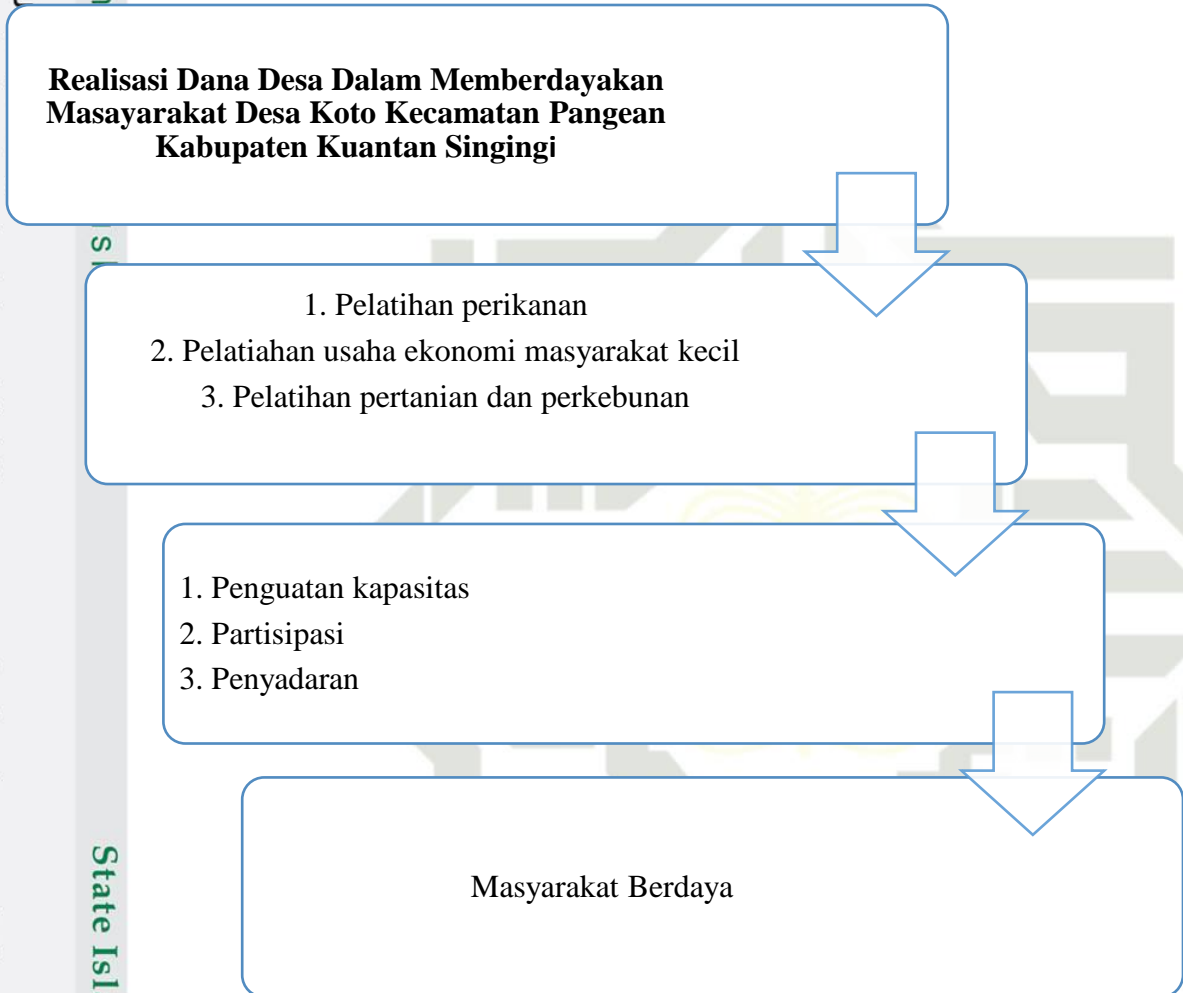 Realisasi Dana Desa Dalam Memberdayakan
Masayarakat Desa Koto Kecamatan Pangean
Kabupaten Kuantan Singingi
1. Pelatihan perikanan
2. Pelatiahan usaha ekonomi masyarakat kecil
3. Pelatihan pertanian dan perkebunan
1. Penguatan kapasitas
2. Partisipasi
3. Penyadaran
Masyarakat Berdaya
State Isl